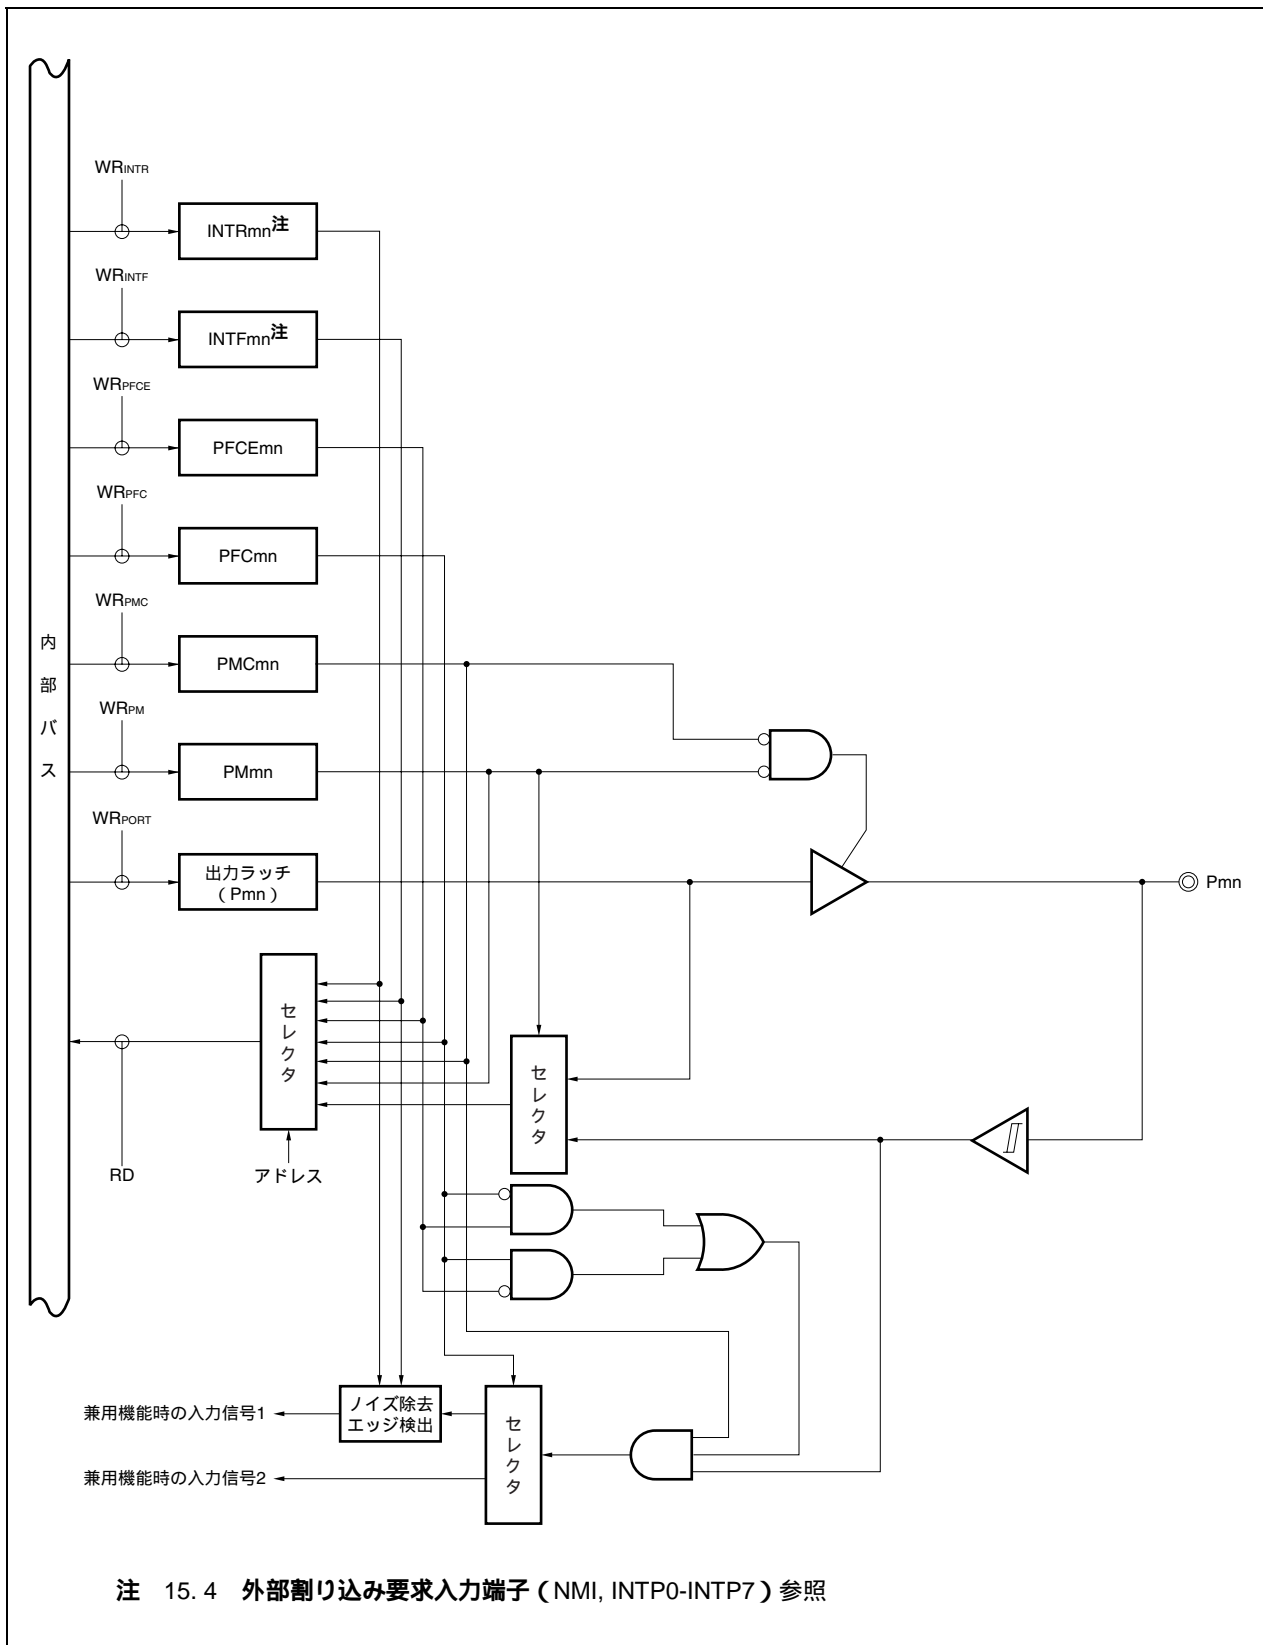 WRINTR
INTRmn注
WRINTF
INTFmn注
WRPFCE
PFCEmn
WRPFC
PFCmn
WRPMC
PMCmn
内部バス
WRPM
PMmn
WRPORT
出力ラッチ
(Pmn)
Pmn
セレクタ
セレクタ
RD
アドレス
ノイズ除去
エッジ検出
セレクタ
兼用機能時の入力信号1
兼用機能時の入力信号2
注 15. 4 外部割り込み要求入力端子(NMI, INTP0-INTP7)参照